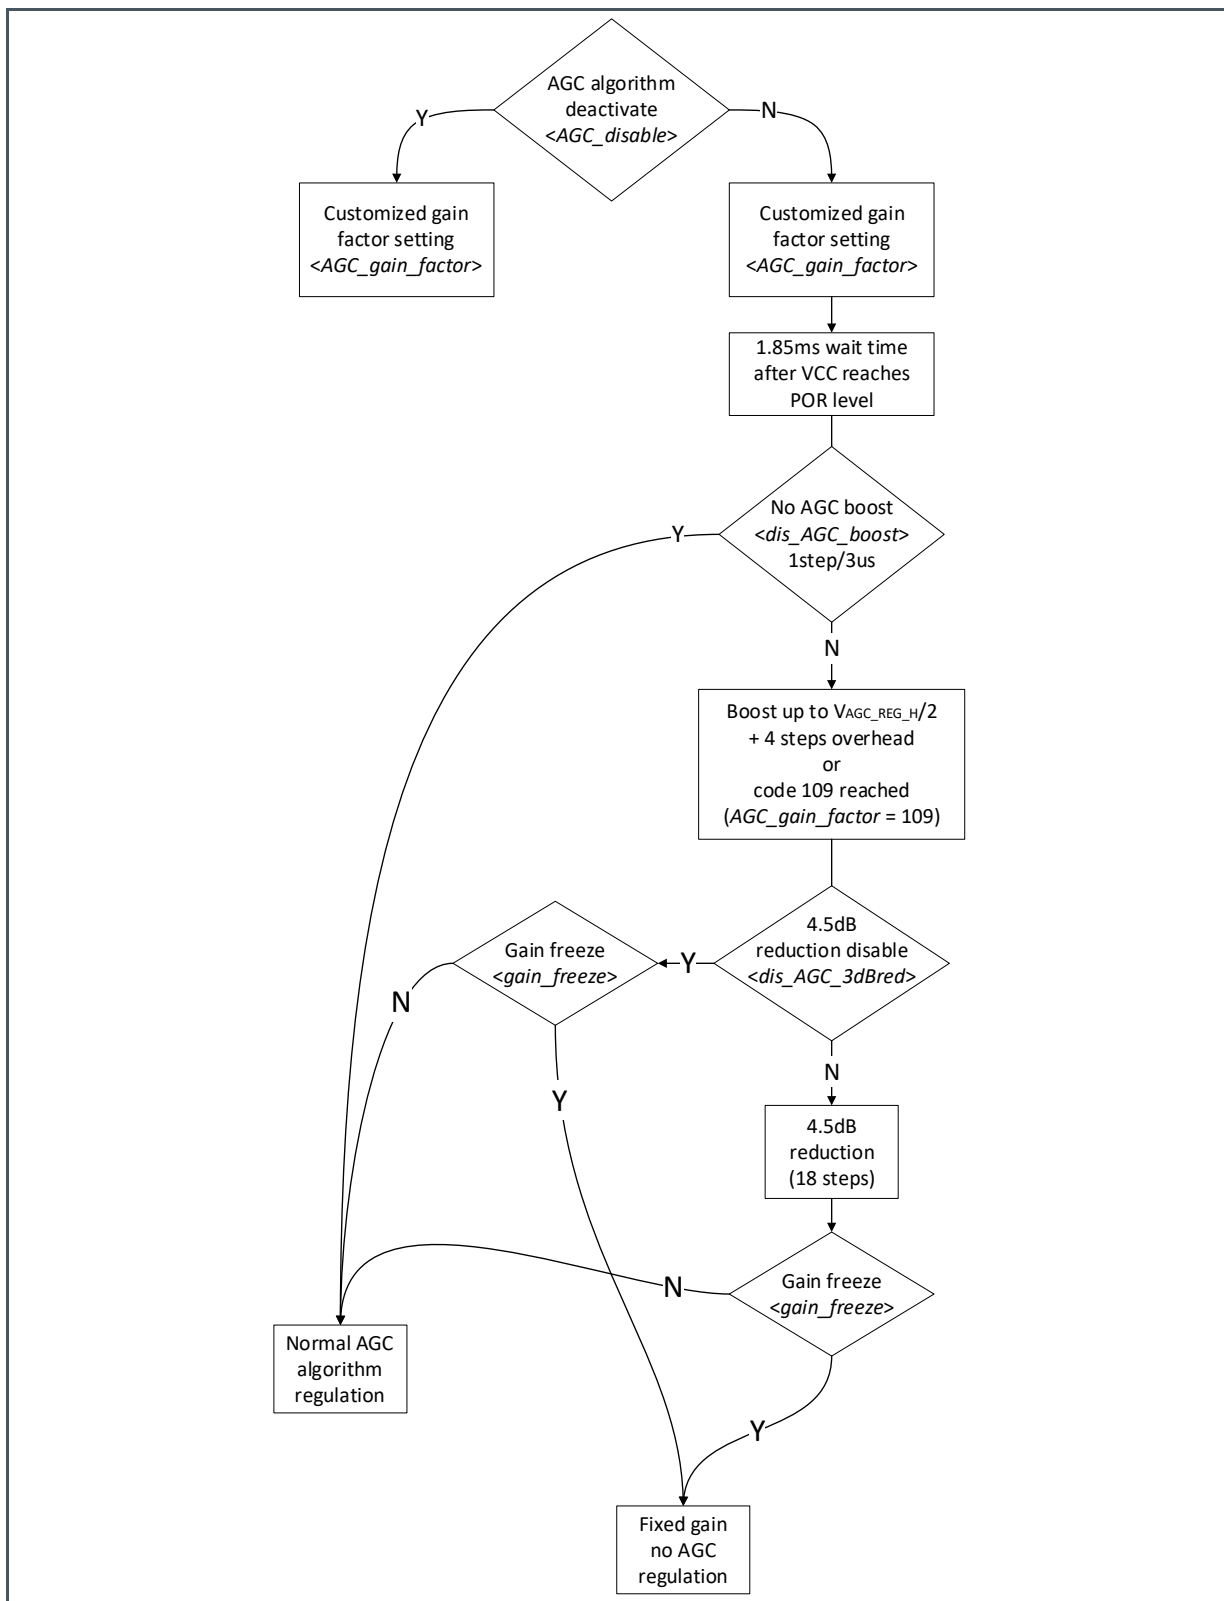 AGC algorithm
deactivate
<AGC_disable>
Y
N
Customized gain
factor setting
<AGC_gain_factor>
Customized gain
factor setting
<AGC_gain_factor>
1.85ms wait time
after VCC reaches
POR level
No AGC boost
<dis_AGC_boost>
1step/3us
Y
N
Boost up to VAGC_REG_H/2
+ 4 steps overhead
or
code 109 reached
(AGC_gain_factor = 109)
4.5dB
reduction disable
<dis_AGC_3dBred>
Y
Gain freeze
<gain_freeze>
N
Y
N
4.5dB
reduction
(18 steps)
Gain freeze
<gain_freeze>
N
Normal AGC
algorithm
regulation
Y
Fixed gain
no AGC
regulation